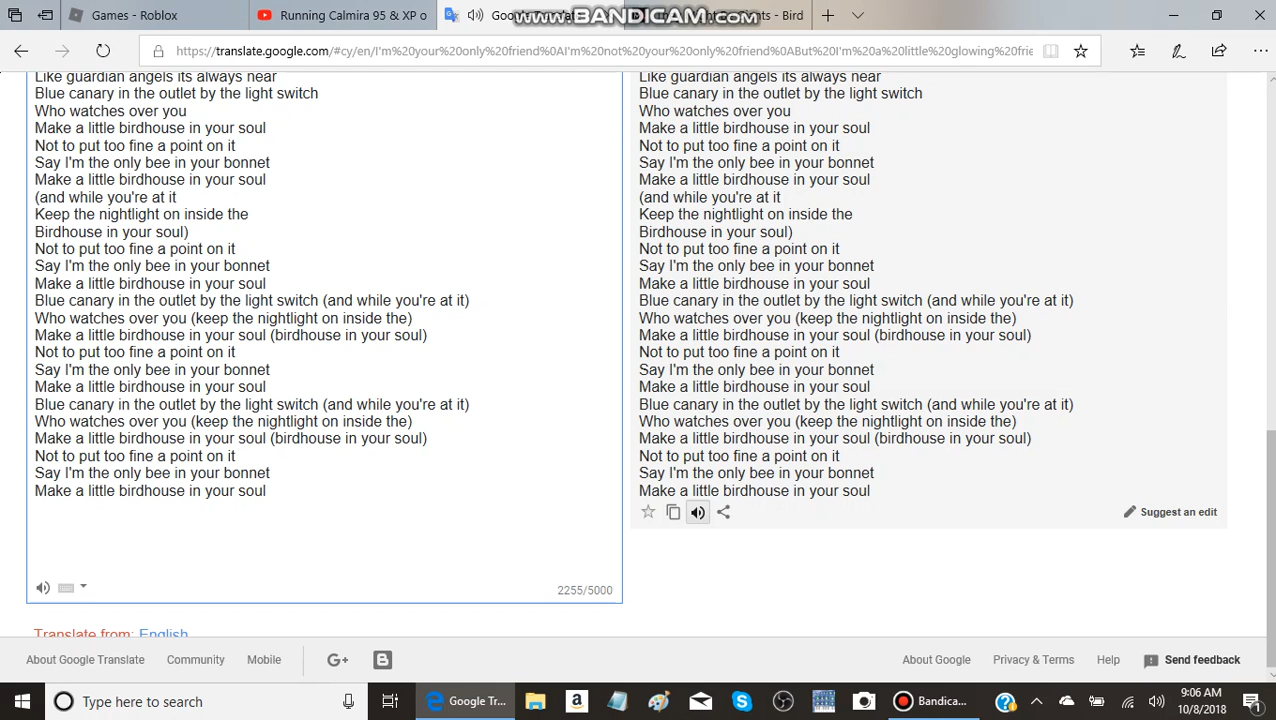 Games - Roblox
Running Calmira 95 & XP o
Goo
www.BANDICAM.com
nts - Bird
https://translate.google.com/#cy/en/I'm%20your%20only%20friend%0AI'm%20not%20your%20only%20friend%0ABut%20I'm%20a%20little%20glowing%20frie
Like guardian angels its always near
Blue canary in the outlet by the light switch
Who watches over you
Make a little birdhouse in your soul
Not to put too fine a point on it
Say I'm the only bee in your bonnet
Make a little birdhouse in your soul
(and while you're at it
Keep the nightlight on inside the
Birdhouse in your soul)
Not to put too fine a point on it
Say I'm the only bee in your bonnet
Make a little birdhouse in your soul
Blue canary in the outlet by the light switch (and while you're at it)
Who watches over you (keep the nightlight on inside the)
Make a little birdhouse in your soul (birdhouse in your soul)
Not to put too fine a point on it
Say I'm the only bee in your bonnet
Make a little birdhouse in your soul
Blue canary in the outlet by the light switch (and while you're at it)
Who watches over you (keep the nightlight on inside the)
Make a little birdhouse in your soul (birdhouse in your soul)
Not to put too fine a point on it
Say I'm the only bee in your bonnet
Make a little birdhouse in your soul
2255/5000
Like guardian angels its always near
Blue canary in the outlet by the light switch
Who watches over you
Make a little birdhouse in your soul
Not to put too fine a point on it
Say I'm the only bee in your bonnet
Make a little birdhouse in your soul
(and while you're at it
Keep the nightlight on inside the
Birdhouse in your soul)
Not to put too fine a point on it
Say I'm the only bee in your bonnet
Make a little birdhouse in your soul
Blue canary in the outlet by the light switch (and while you're at it)
Who watches over you (keep the nightlight on inside the)
Make a little birdhouse in your soul (birdhouse in your soul)
Not to put too fine a point on it
Say I'm the only bee in your bonnet
Make a little birdhouse in your soul
Blue canary in the outlet by the light switch (and while you're at it)
Who watches over you (keep the nightlight on inside the)
Make a little birdhouse in your soul (birdhouse in your soul)
Not to put too fine a point on it
Say I'm the only bee in your bonnet
Make a little birdhouse in your soul
Suggest an edit
Translate from: English
About Google Translate Community Mobile G+ About Google Privacy & Terms Help Send feedback
Type here to search
Google Tr...
Bandica...
9:06 AM
10/8/2018